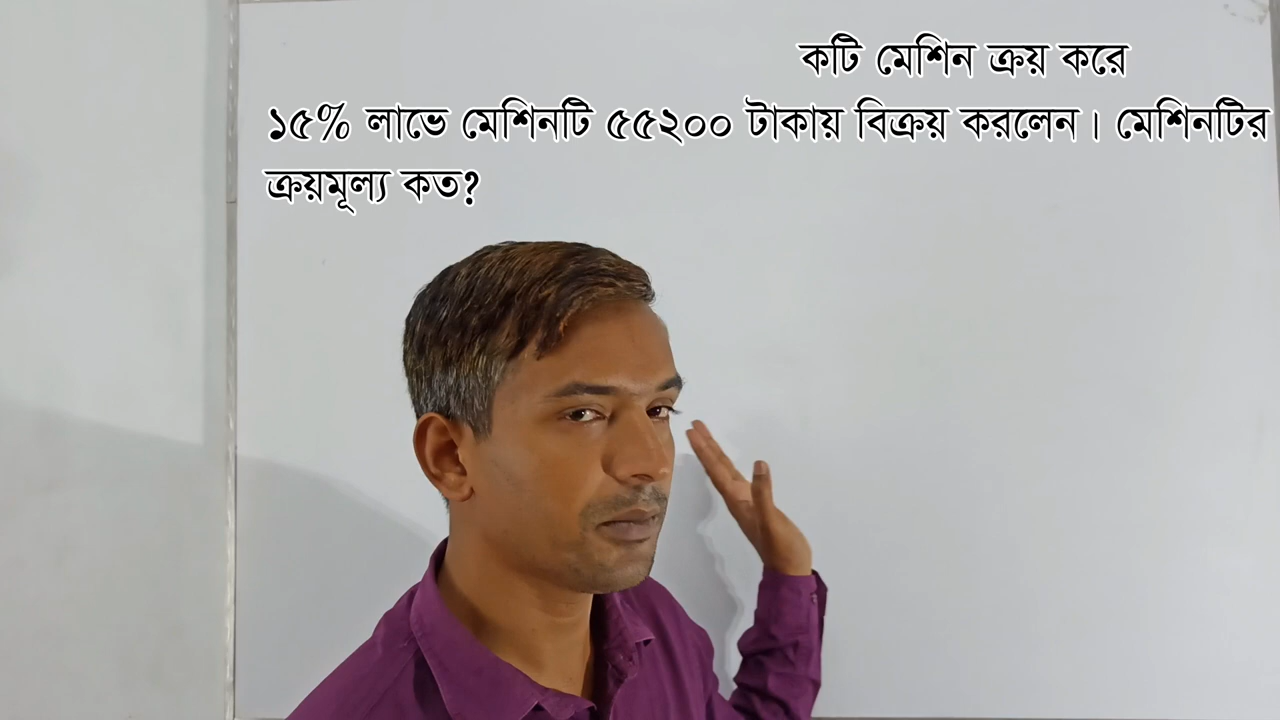 কটি মেশিন ক্রয় করে
১৫% লাভে মেশিনটি ৫৫২০০ টাকায় বিক্রয় করলেন। মেশিনটির
ক্রয়মূল্য কত?